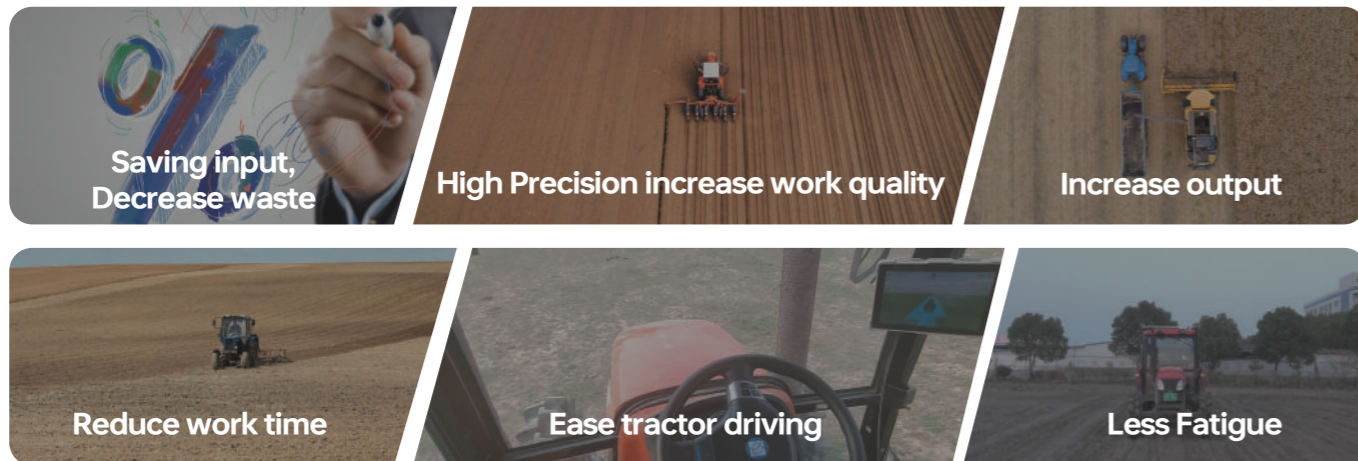 Saving input,
Decrease waste
High Precision increase work quality
Increase output
Reduce work time
Ease tractor driving
Less Fatigue